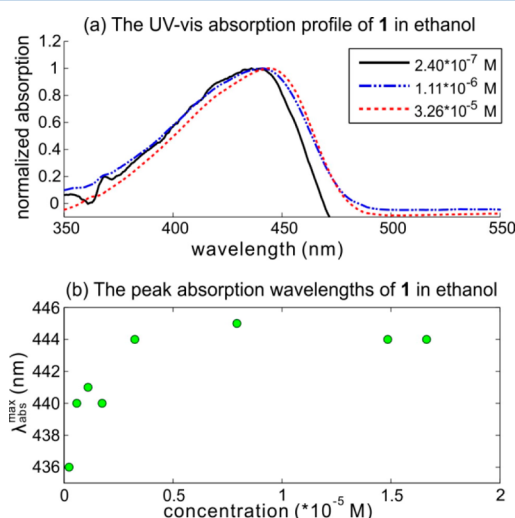 (a) The UV-vis absorption profile of 1 in ethanol
normalized absorption
1.2
1
0.8
0.6
0.4
0.2
0
2.40*10⁻⁷ M
1.11*10⁻⁶ M
3.26*10⁻⁵ M
350 400 450 500 550
wavelength (nm)
(b) The peak absorption wavelengths of 1 in ethanol
λ_abs^max (nm)
446
444
442
440
438
436
0 0.5 1 1.5 2
concentration (*10⁻⁵ M)